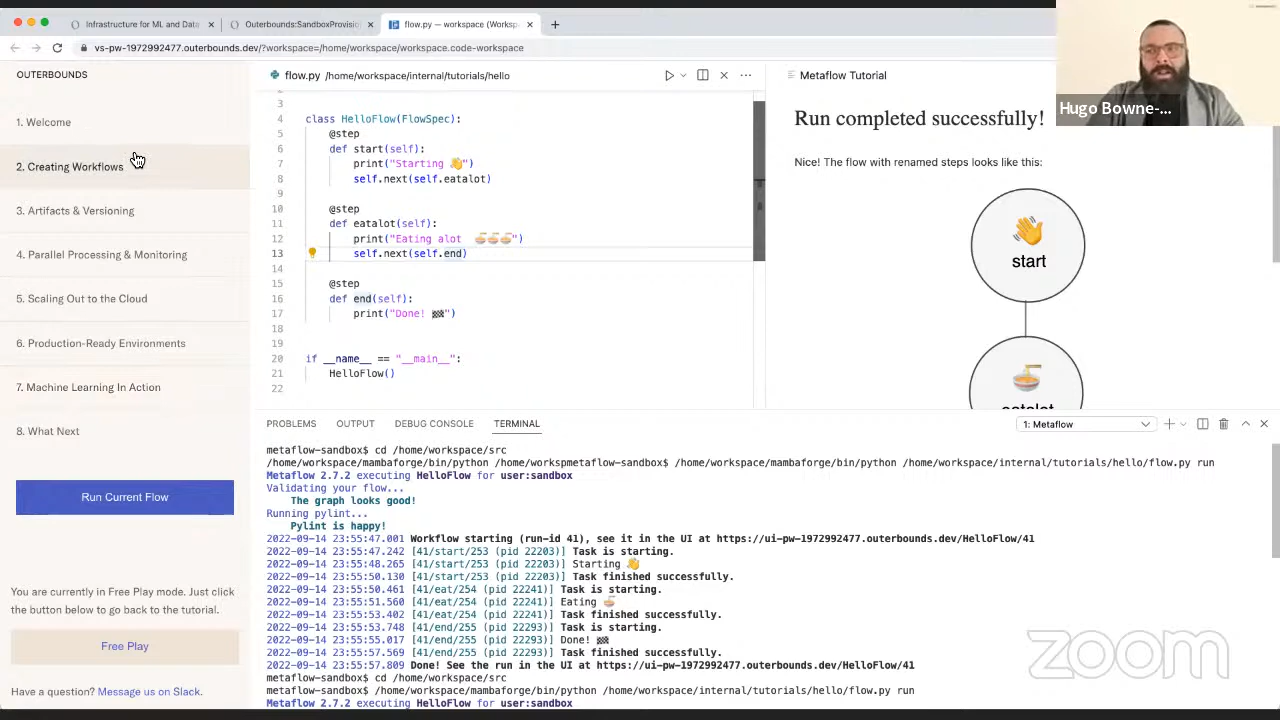 Infrastructure for ML and Data
Outerbounds:SandboxProvisio
flow.py — workspace (Worksp
vs-pw-1972992477.outerbounds.dev/?workspace=/home/workspace/workspace.code-workspace
OUTERBOUNDS
1. Welcome
2. Creating Workflows
3. Artifacts & Versioning
4. Parallel Processing & Monitoring
5. Scaling Out to the Cloud
6. Production-Ready Environments
7. Machine Learning In Action
8. What Next
Run Current Flow
You are currently in Free Play mode. Just click
the button below to go back to the tutorial.
Free Play
Have a question? Message us on Slack.
flow.py /home/workspace/internal/tutorials/hello
3
4 class HelloFlow(FlowSpec):
5 @step
6 def start(self):
7 print("Starting 👋")
8 self.next(self.eatalot)
9
10 @step
11 def eatalot(self):
12 print("Eating alot 🍜🍜🍜")
13 self.next(self.end)
14
15 @step
16 def end(self):
17 print("Done! 🏁")
18
19
20 if __name__ == "__main__":
21 HelloFlow()
22
Metaflow Tutorial
Run completed successfully!
Nice! The flow with renamed steps looks like this:
start
eatalot
Hugo Bowne-...
PROBLEMS OUTPUT DEBUG CONSOLE TERMINAL
1: Metaflow
metaflow-sandbox$ cd /home/workspace/src
/home/workspace/mambaforge/bin/python /home/workspmetaflow-sandbox$ /home/workspace/mambaforge/bin/python /home/workspace/internal/tutorials/hello/flow.py run
Metaflow 2.7.2 executing HelloFlow for user:sandbox
Validating your flow...
The graph looks good!
Running pylint...
Pylint is happy!
2022-09-14 23:55:47.001 Workflow starting (run-id 41), see it in the UI at https://ui-pw-1972992477.outerbounds.dev/HelloFlow/41
2022-09-14 23:55:47.242 [41/start/253 (pid 22203)] Task is starting.
2022-09-14 23:55:48.265 [41/start/253 (pid 22203)] Starting 👋
2022-09-14 23:55:50.130 [41/start/253 (pid 22203)] Task finished successfully.
2022-09-14 23:55:50.461 [41/eat/254 (pid 22241)] Task is starting.
2022-09-14 23:55:51.560 [41/eat/254 (pid 22241)] Eating 🍜
2022-09-14 23:55:53.402 [41/eat/254 (pid 22241)] Task finished successfully.
2022-09-14 23:55:53.748 [41/end/255 (pid 22293)] Task is starting.
2022-09-14 23:55:55.017 [41/end/255 (pid 22293)] Done! 🏁
2022-09-14 23:55:57.569 [41/end/255 (pid 22293)] Task finished successfully.
2022-09-14 23:55:57.809 Done! See the run in the UI at https://ui-pw-1972992477.outerbounds.dev/HelloFlow/41
metaflow-sandbox$ cd /home/workspace/src
metaflow-sandbox$ /home/workspace/mambaforge/bin/python /home/workspace/internal/tutorials/hello/flow.py run
Metaflow 2.7.2 executing HelloFlow for user:sandbox
zoom